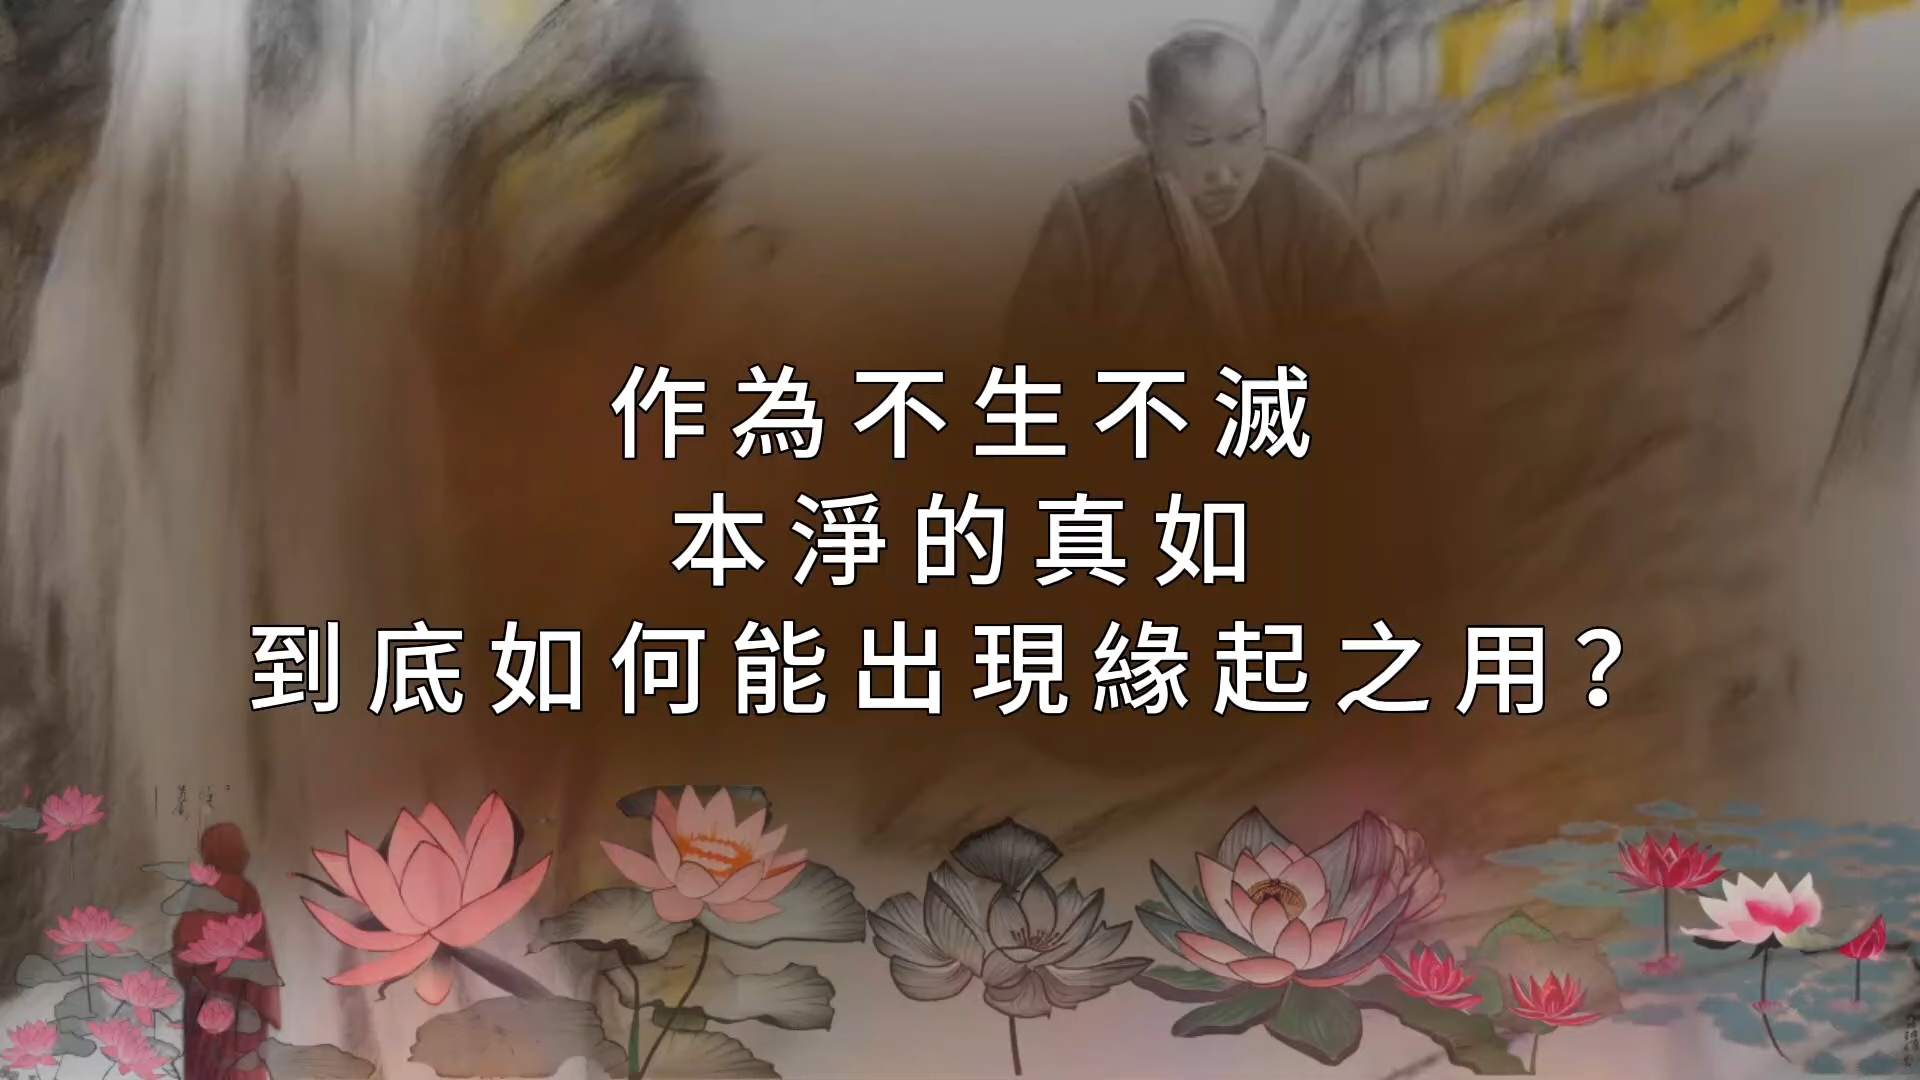 作為不生不滅
本淨的真如
到底如何能出現緣起之用？